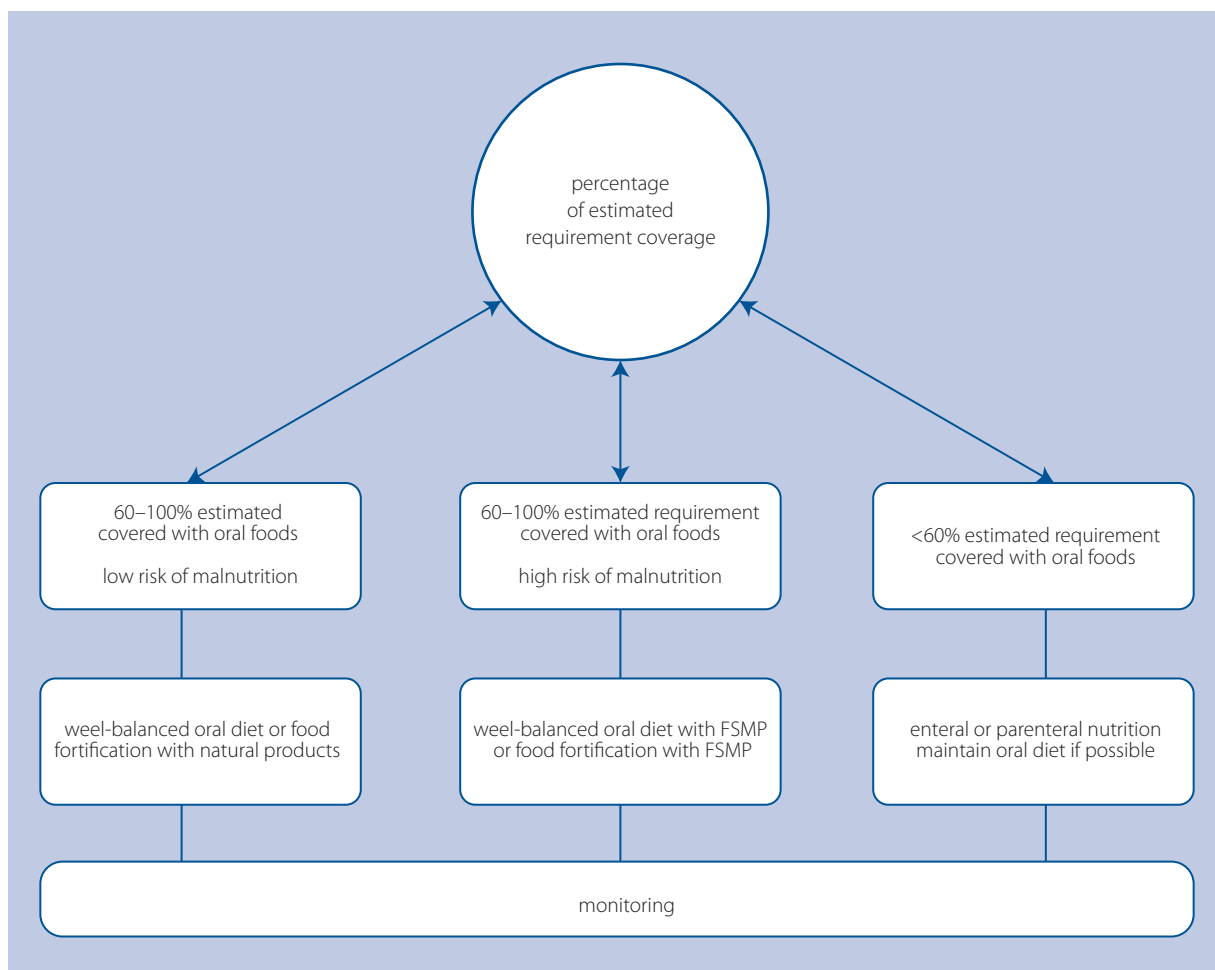 percentage
of estimated
requirement coverage
60–100% estimated
covered with oral foods
low risk of malnutrition
60–100% estimated requirement
covered with oral foods
high risk of malnutrition
<60% estimated requirement
covered with oral foods
weel-balanced oral diet or food
fortification with natural products
weel-balanced oral diet with FSMP
or food fortification with FSMP
enteral or parenteral nutrition
maintain oral diet if possible
monitoring